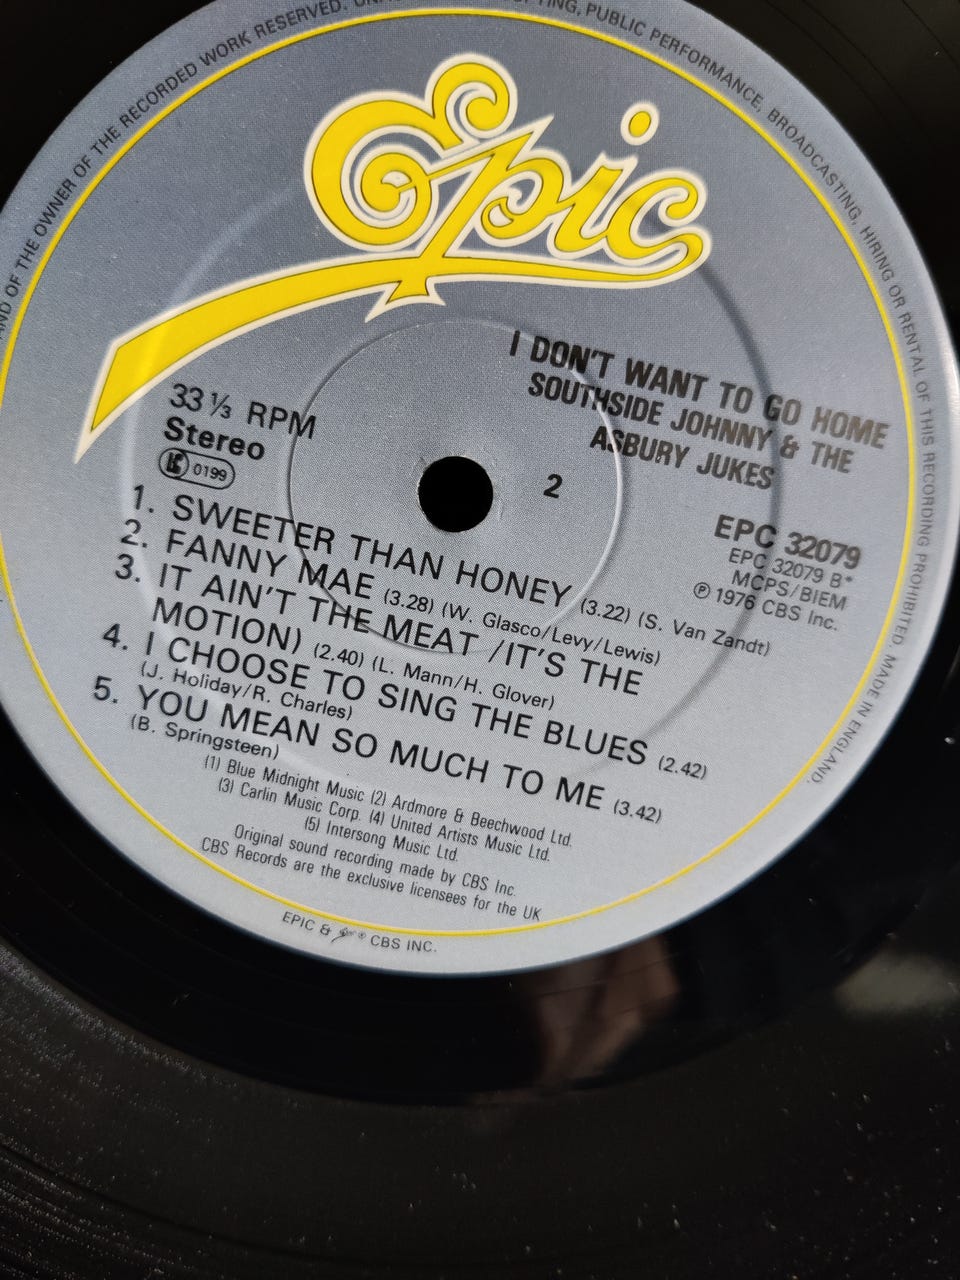 AND OF THE OWNER OF THE RECORDED WORK RESERVED. PUBLIC PERFORMANCE, BROADCASTING, HIRING OR RENTAL OF THIS RECORDING PROHIBITED. MADE IN ENGLAND.
Epic
I DON'T WANT TO GO HOME
SOUTHSIDE JOHNNY & THE
ASBURY JUKES
33⅓ RPM
Stereo
K 0199
2
EPC 32079
EPC 32079 B*
MCPS/BIEM
℗ 1976 CBS Inc.
1. SWEETER THAN HONEY (3.22) (S. Van Zandt)
2. FANNY MAE (3.28) (W. Glasco/Levy/Lewis)
3. IT AIN'T THE MEAT /IT'S THE
MOTION) (2.40) (L. Mann/H. Glover)
4. I CHOOSE TO SING THE BLUES (2.42)
(J. Holiday/R. Charles)
5. YOU MEAN SO MUCH TO ME (3.42)
(B. Springsteen)
(1) Blue Midnight Music (2) Ardmore & Beechwood Ltd.
(3) Carlin Music Corp. (4) United Artists Music Ltd.
(5) Intersong Music Ltd.
Original sound recording made by CBS Inc.
CBS Records are the exclusive licensees for the UK
EPIC & Epic ® CBS INC.